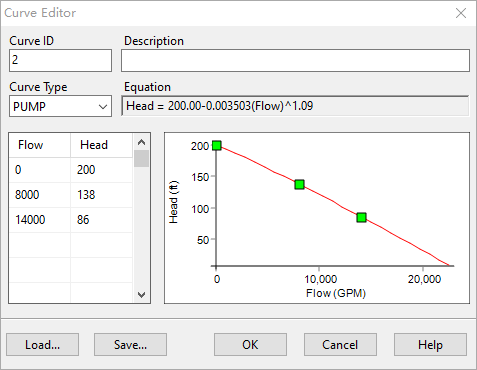 Curve Editor
Curve ID
Description
2
Curve Type
Equation
PUMP
Head = 200.00-0.003503(Flow)^1.09
Flow Head
0 200
8000 138
14000 86
200
150
100
50
Head (ft)
0 10,000 20,000
Flow (GPM)
Load... Save... OK Cancel Help